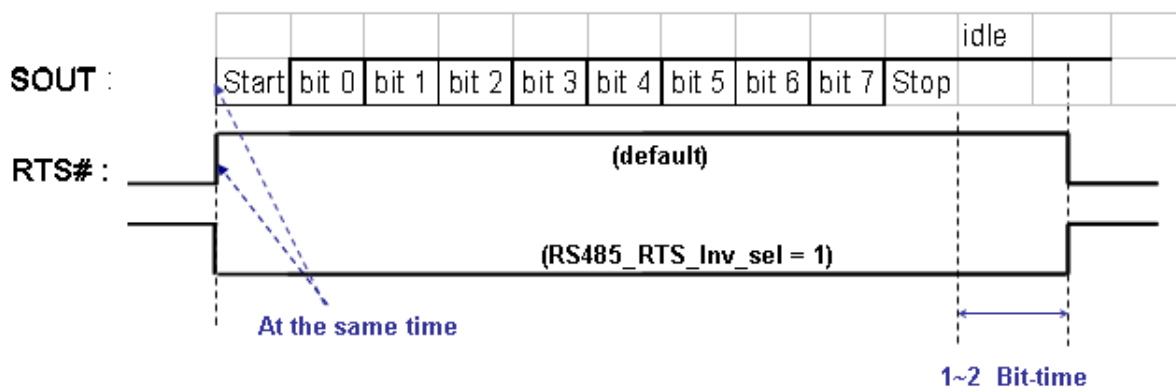 idle
SOUT : Start bit 0 bit 1 bit 2 bit 3 bit 4 bit 5 bit 6 bit 7 Stop
(default)
RTS# :
(RS485_RTS_Inv_sel = 1)
At the same time
1~2 Bit-time